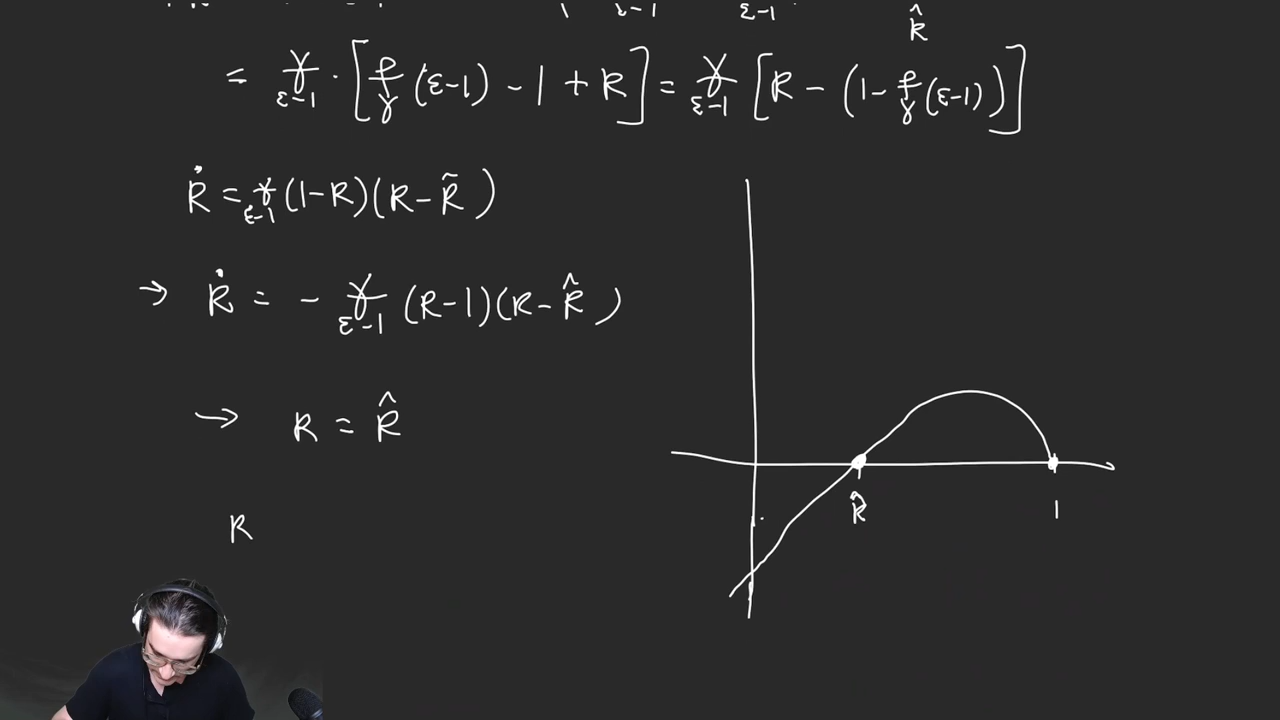 = γ/(ε-1) · [ρ/γ (ε-1) - 1 + R] = γ/(ε-1) [R - (1 - ρ/γ (ε-1))]
R̂
Ṙ = γ/(ε-1) (1-R)(R-R̃)
→ Ṙ = - γ/(ε-1) (R-1)(R-R̂)
→ R = R̂
R
R̂
1